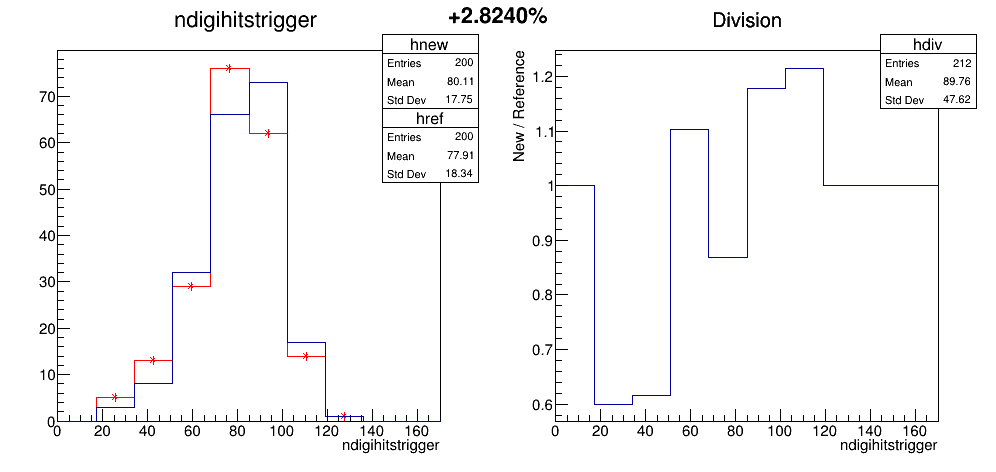 +2.8240%
ndigihitstrigger
hnew
Entries 200
Mean 80.11
Std Dev 17.75
href
Entries 200
Mean 77.91
Std Dev 18.34
70
60
50
40
30
20
10
0
0 20 40 60 80 100 120 140 160
ndigihitstrigger
Division
hdiv
Entries 212
Mean 89.76
Std Dev 47.62
New / Reference
1.2
1.1
1
0.9
0.8
0.7
0.6
0 20 40 60 80 100 120 140 160
ndigihitstrigger